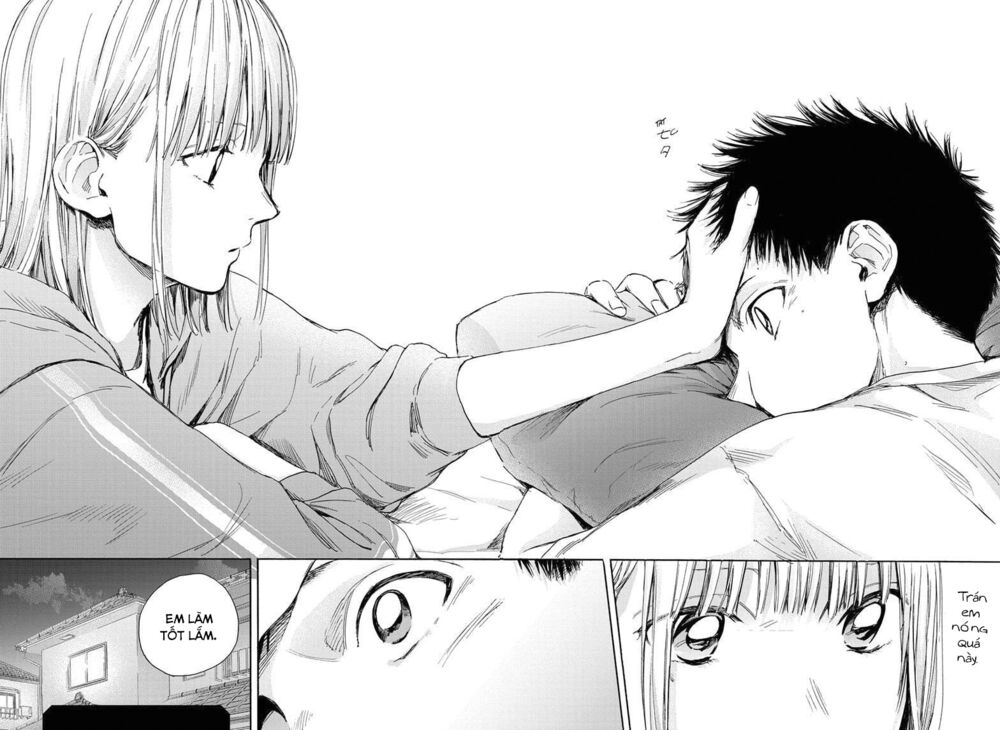 Trán
em
nóng
quá
này.
EM LÀM
TỐT LẮM.